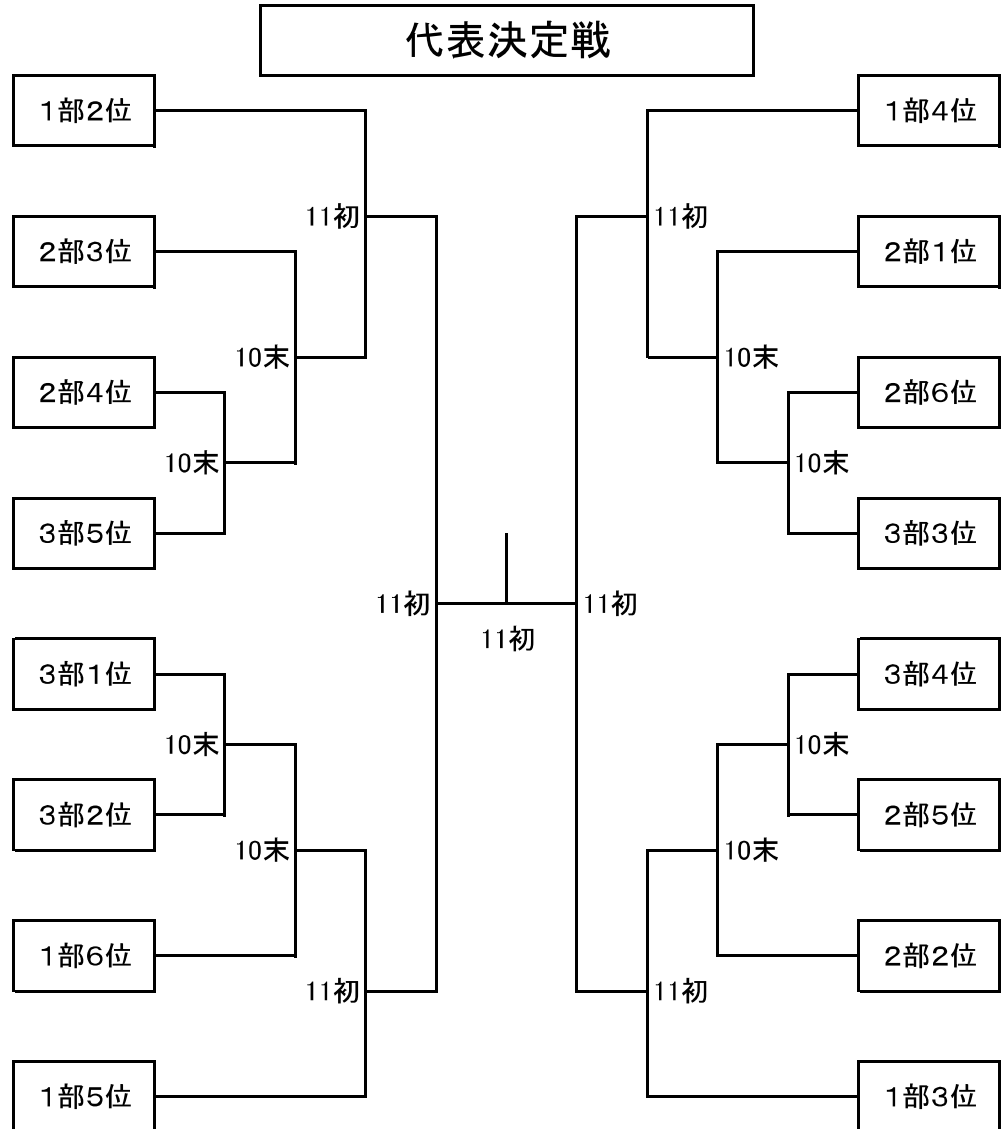 代表決定戦
１部２位
１部４位
11初
11初
２部３位
２部１位
10末
10末
２部４位
２部６位
10末
10末
３部５位
３部３位
11初
11初
11初
３部１位
３部４位
10末
10末
３部２位
２部５位
10末
10末
１部６位
２部２位
11初
11初
１部５位
１部３位